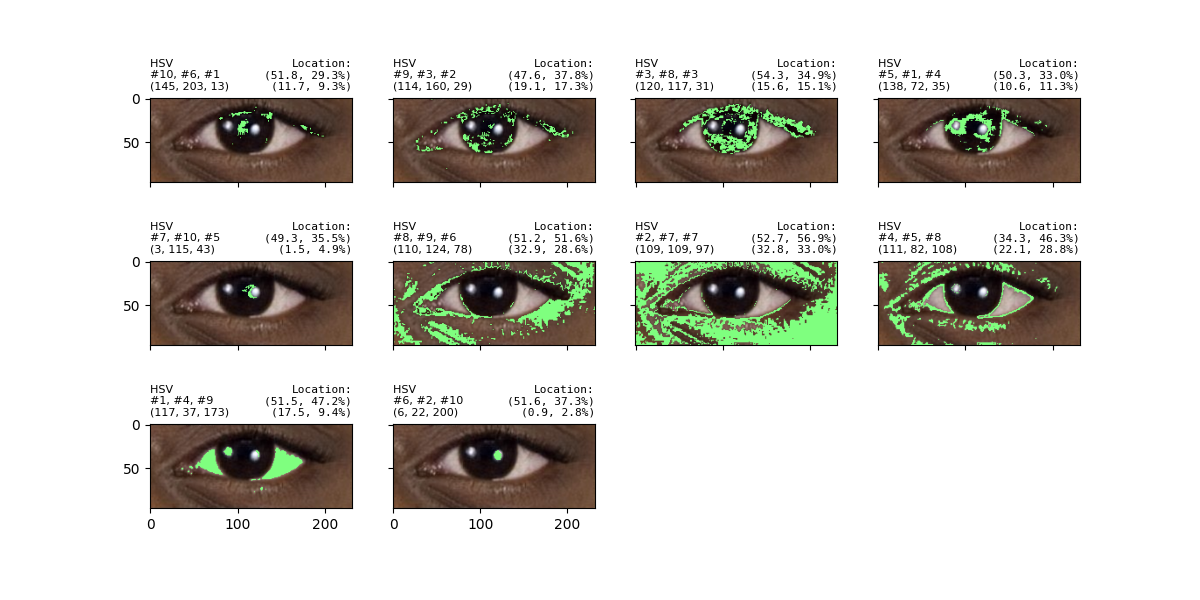 HSV Location:
#10, #6, #1 (51.8, 29.3%)
(145, 203, 13) (11.7, 9.3%)
HSV Location:
#9, #3, #2 (47.6, 37.8%)
(114, 160, 29) (19.1, 17.3%)
HSV Location:
#3, #8, #3 (54.3, 34.9%)
(120, 117, 31) (15.6, 15.1%)
HSV Location:
#5, #1, #4 (50.3, 33.0%)
(138, 72, 35) (10.6, 11.3%)
0
50
HSV Location:
#7, #10, #5 (49.3, 35.5%)
(3, 115, 43) (1.5, 4.9%)
HSV Location:
#8, #9, #6 (51.2, 51.6%)
(110, 124, 78) (32.9, 28.6%)
HSV Location:
#2, #7, #7 (52.7, 56.9%)
(109, 109, 97) (32.8, 33.0%)
HSV Location:
#4, #5, #8 (34.3, 46.3%)
(111, 82, 108) (22.1, 28.8%)
0
50
HSV Location:
#1, #4, #9 (51.5, 47.2%)
(117, 37, 173) (17.5, 9.4%)
HSV Location:
#6, #2, #10 (51.6, 37.3%)
(6, 22, 200) (0.9, 2.8%)
0
50
0 100 200
0 100 200